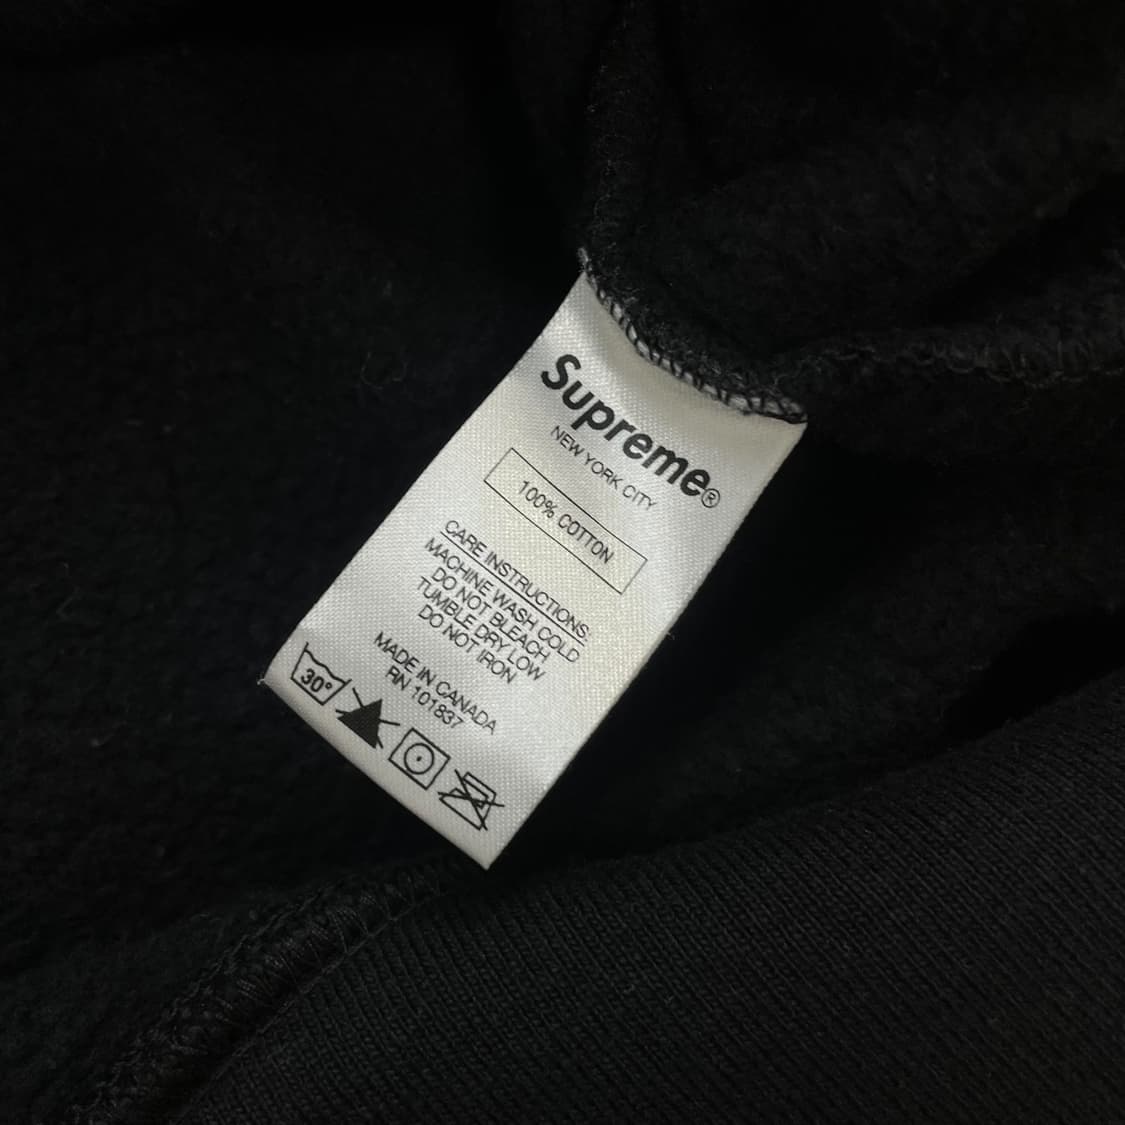 Supreme®
NEW YORK CITY
100% COTTON
CARE INSTRUCTIONS:
MACHINE WASH COLD
DO NOT BLEACH
TUMBLE DRY LOW
DO NOT IRON
MADE IN CANADA
RN 101837
30°